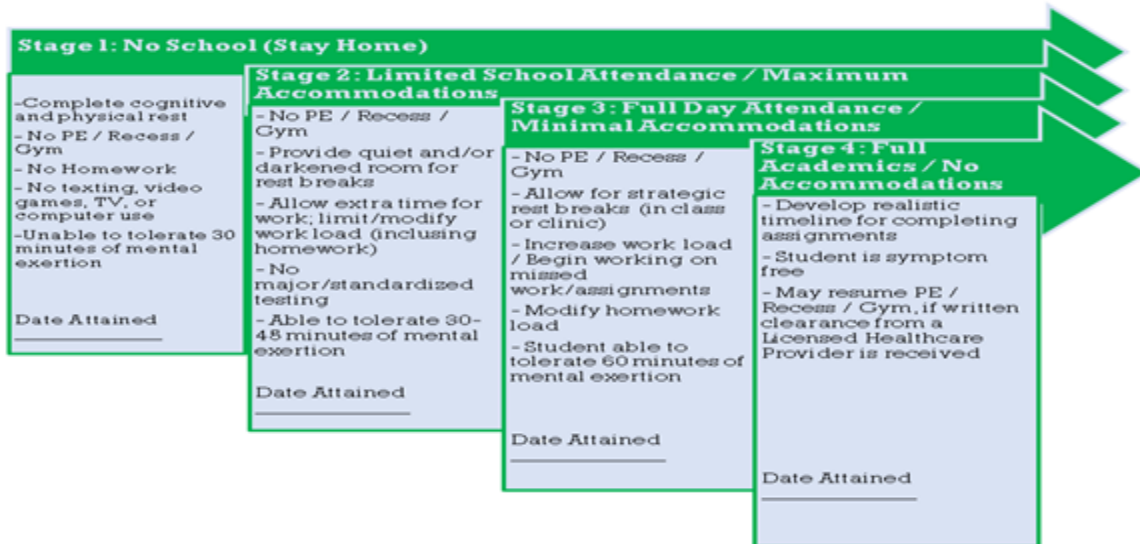 Stage 1: No School (Stay Home)
-Complete cognitive
and physical rest
- No PE / Recess /
Gym
- No Homework
- No texting, video
games, TV, or
computer use
-Unable to tolerate 30
minutes of mental
exertion
Date Attained
Stage 2: Limited School Attendance / Maximum
Accommodations
- No PE / Recess /
Gym
- Provide quiet and/or
darkened room for
rest breaks
- Allow extra time for
work; limit/modify
work load (inclusing
homework)
- No
major/standardized
testing
- Able to tolerate 30-
45 minutes of mental
exertion
Date Attained
Stage 3: Full Day Attendance /
Minimal Accommodations
- No PE / Recess /
Gym
- Allow for strategic
rest breaks (in class
or clinic)
- Increase work load
/ Begin working on
missed
work/assignments
- Modify homework
load
- Student able to
tolerate 60 minutes of
mental exertion
Date Attained
Stage 4: Full
Academics / No
Accommodations
- Develop realistic
timeline for completing
assignments
- Student is symptom
free
- May resume PE /
Recess / Gym, if written
clearance from a
Licensed Healthcare
Provider is received
Date Attained